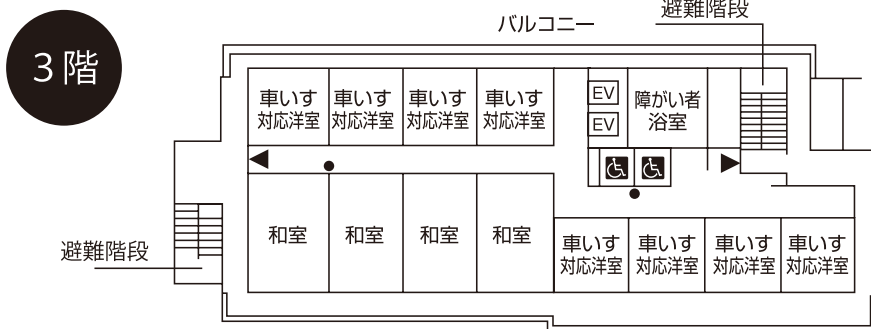 3階
バルコニー
避難階段
車いす
対応洋室
車いす
対応洋室
車いす
対応洋室
車いす
対応洋室
EV
EV
障がい者
浴室
和室
和室
和室
和室
車いす
対応洋室
車いす
対応洋室
車いす
対応洋室
車いす
対応洋室
避難階段